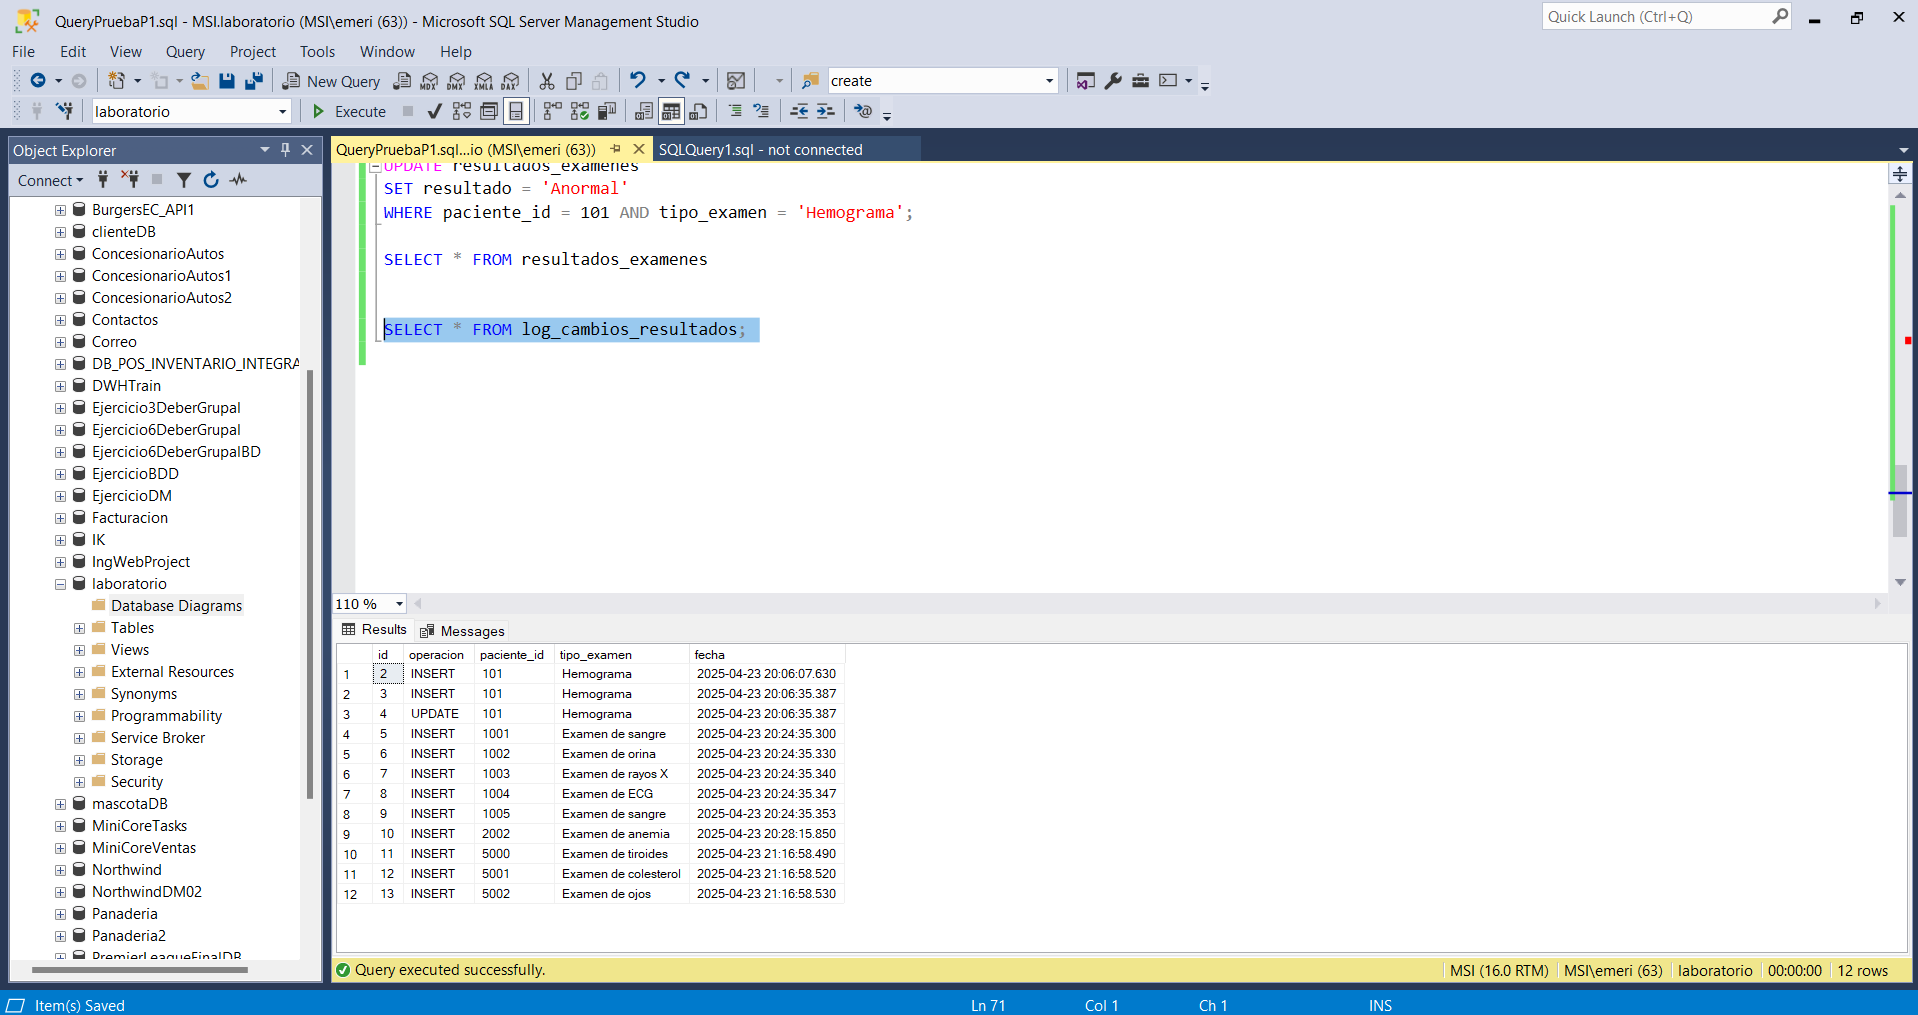 QueryPruebaP1.sql - MSI.laboratorio (MSI\emeri (63)) - Microsoft SQL Server Management Studio
Quick Launch (Ctrl+Q)
File Edit View Query Project Tools Window Help
New Query MDX DMX XMLA DAX create
laboratorio Execute
Object Explorer
Connect
BurgersEC_API1
clienteDB
ConcesionarioAutos
ConcesionarioAutos1
ConcesionarioAutos2
Contactos
Correo
DB_POS_INVENTARIO_INTEGRA
DWHTrain
Ejercicio3DeberGrupal
Ejercicio6DeberGrupal
Ejercicio6DeberGrupalBD
EjercicioBDD
EjercicioDM
Facturacion
IK
IngWebProject
laboratorio
Database Diagrams
Tables
Views
External Resources
Synonyms
Programmability
Service Broker
Storage
Security
mascotaDB
MiniCoreTasks
MiniCoreVentas
Northwind
NorthwindDM02
Panaderia
Panaderia2
PremierLeagueFinalDB
QueryPruebaP1.sql...io (MSI\emeri (63)) SQLQuery1.sql - not connected
UPDATE resultados_examenes
SET resultado = 'Anormal'
WHERE paciente_id = 101 AND tipo_examen = 'Hemograma';
SELECT * FROM resultados_examenes
SELECT * FROM log_cambios_resultados;
110 %
Results Messages
id operacion paciente_id tipo_examen fecha
1 2 INSERT 101 Hemograma 2025-04-23 20:06:07.630
2 3 INSERT 101 Hemograma 2025-04-23 20:06:35.387
3 4 UPDATE 101 Hemograma 2025-04-23 20:06:35.387
4 5 INSERT 1001 Examen de sangre 2025-04-23 20:24:35.300
5 6 INSERT 1002 Examen de orina 2025-04-23 20:24:35.330
6 7 INSERT 1003 Examen de rayos X 2025-04-23 20:24:35.340
7 8 INSERT 1004 Examen de ECG 2025-04-23 20:24:35.347
8 9 INSERT 1005 Examen de sangre 2025-04-23 20:24:35.353
9 10 INSERT 2002 Examen de anemia 2025-04-23 20:28:15.850
10 11 INSERT 5000 Examen de tiroides 2025-04-23 21:16:58.490
11 12 INSERT 5001 Examen de colesterol 2025-04-23 21:16:58.520
12 13 INSERT 5002 Examen de ojos 2025-04-23 21:16:58.530
Query executed successfully. MSI (16.0 RTM) MSI\emeri (63) laboratorio 00:00:00 12 rows
Item(s) Saved Ln 71 Col 1 Ch 1 INS